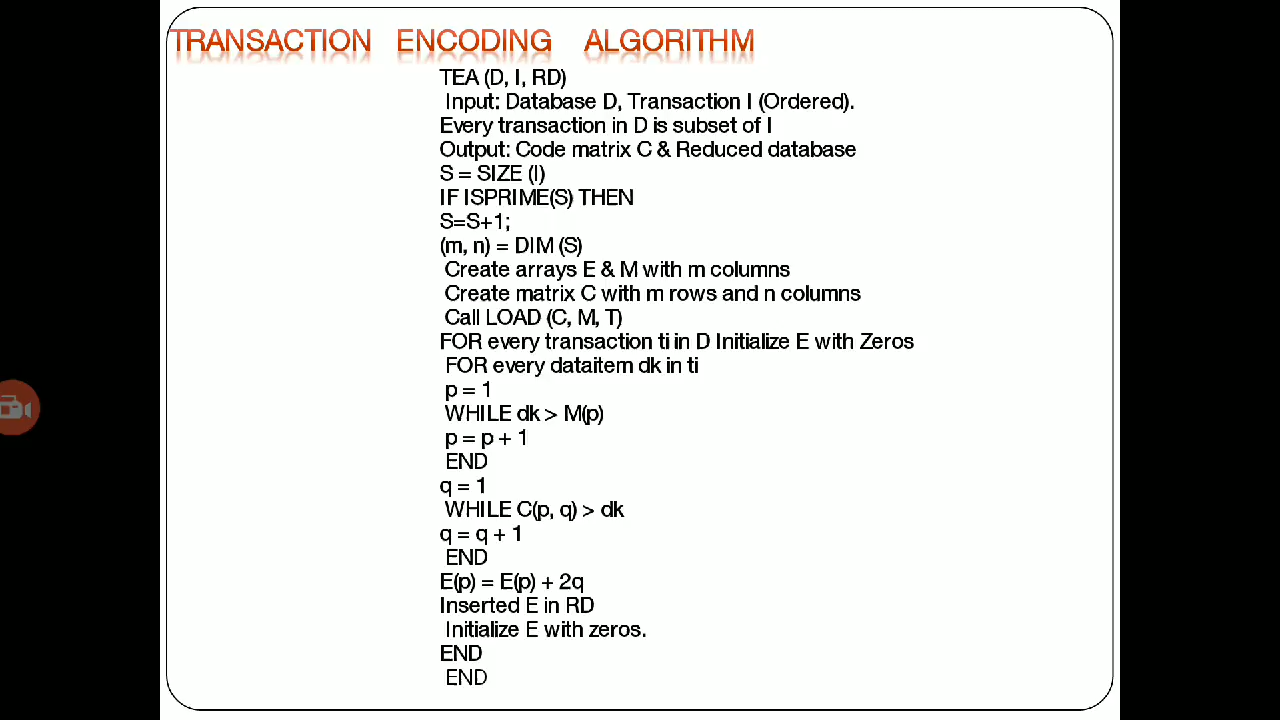 TRANSACTION ENCODING ALGORITHM
TEA (D, I, RD)
Input: Database D, Transaction I (Ordered).
Every transaction in D is subset of I
Output: Code matrix C & Reduced database
S = SIZE (I)
IF ISPRIME(S) THEN
S=S+1;
(m, n) = DIM (S)
Create arrays E & M with m columns
Create matrix C with m rows and n columns
Call LOAD (C, M, T)
FOR every transaction ti in D Initialize E with Zeros
FOR every dataitem dk in ti
p = 1
WHILE dk > M(p)
p = p + 1
END
q = 1
WHILE C(p, q) > dk
q = q + 1
END
E(p) = E(p) + 2q
Inserted E in RD
Initialize E with zeros.
END
END